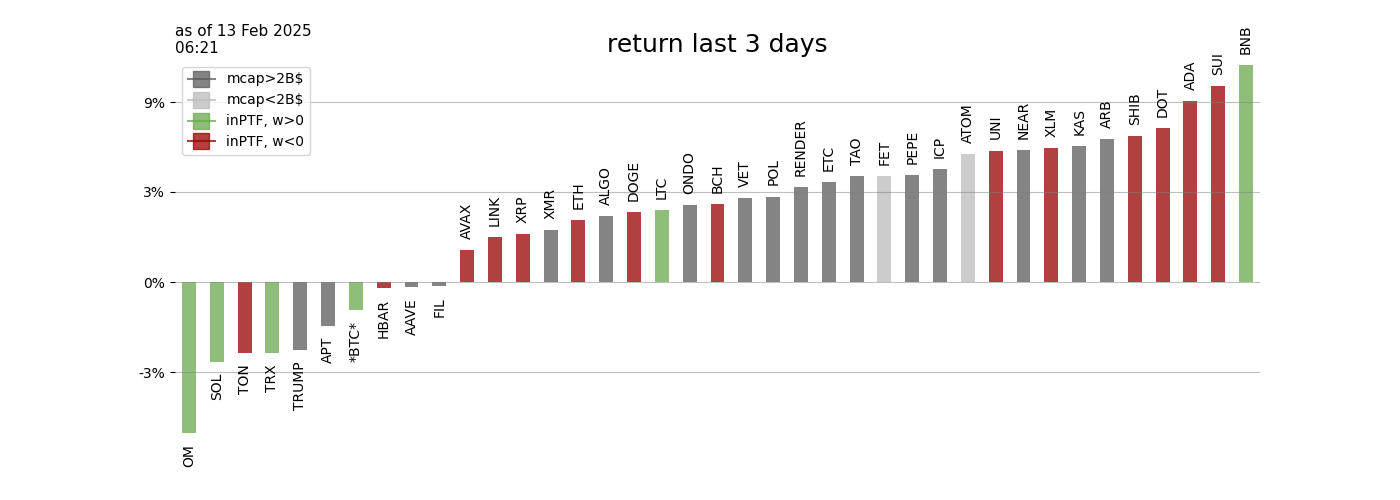 as of 13 Feb 2025
06:21
return last 3 days
mcap>2B$
mcap<2B$
inPTF, w>0
inPTF, w<0
9%
3%
0%
-3%
OM
SOL
TON
TRX
TRUMP
APT
*BTC*
HBAR
AAVE
FIL
AVAX
LINK
XRP
XMR
ETH
ALGO
DOGE
LTC
ONDO
BCH
VET
POL
RENDER
ETC
TAO
FET
PEPE
ICP
ATOM
UNI
NEAR
XLM
KAS
ARB
SHIB
DOT
ADA
SUI
BNB